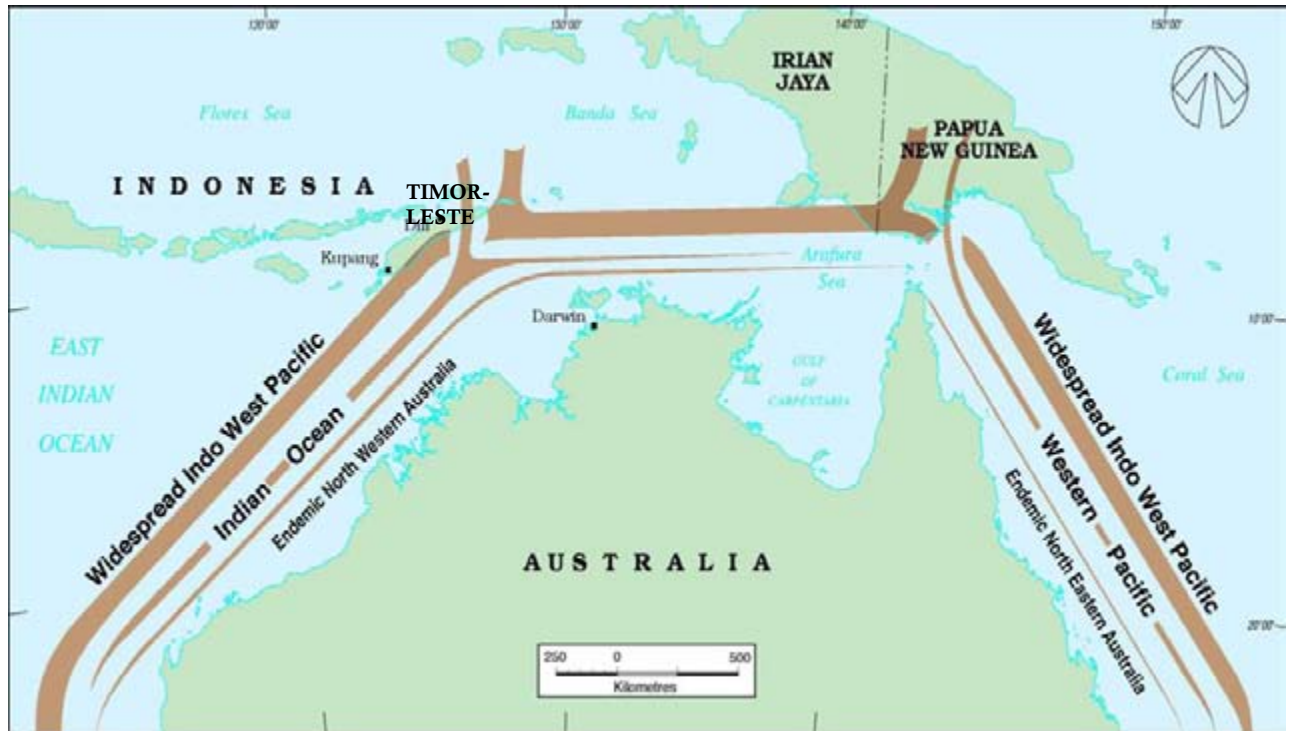 120°00'
130°00'
140°00'
150°00'
IRIAN
JAYA
Flores Sea
Banda Sea
PAPUA
NEW GUINEA
INDONESIA
TIMOR-
LESTE
Dili
Kupang
Arafura
Sea
Darwin
10°00'
EAST
INDIAN
OCEAN
GULF
OF
CARPENTARIA
Coral Sea
Widespread Indo West Pacific
Indian Ocean
Endemic North Western Australia
Widespread Indo West Pacific
Western Pacific
Endemic North Eastern Australia
AUSTRALIA
20°00'
250 0 500
Kilometres